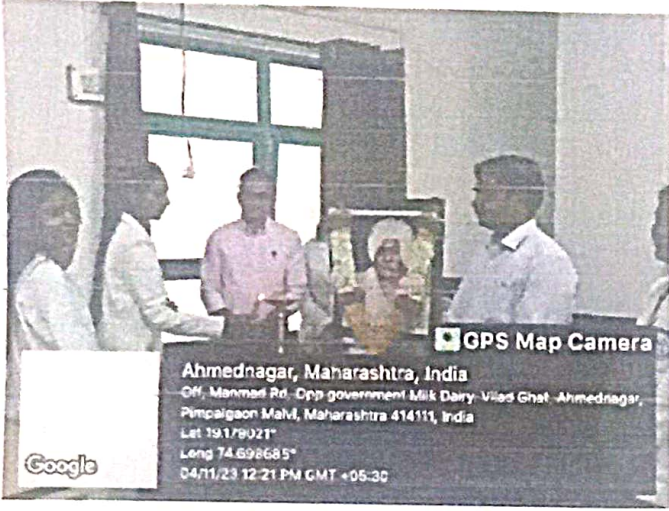 GPS Map Camera
Ahmednagar, Maharashtra, India
Off, Manmad Rd, Opp government Milk Dairy, Vilad Ghat, Ahmednagar,
Pimpalgaon Malvi, Maharashtra 414111, India
Lat 19.179021°
Long 74.698685°
04/11/23 12:21 PM GMT +05:30
Google